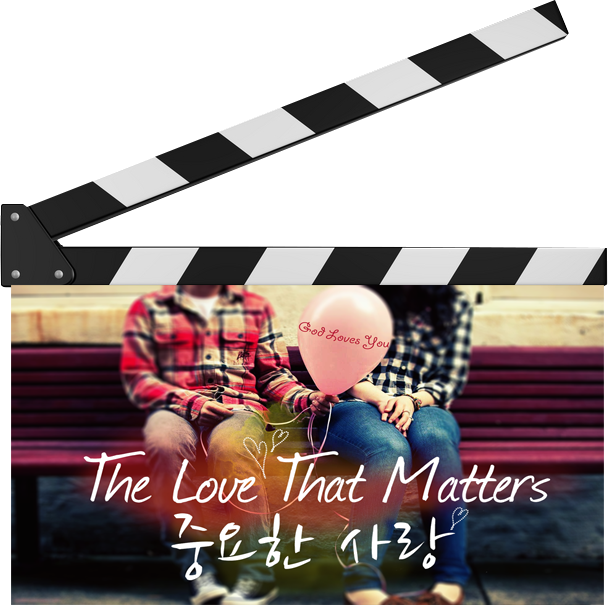 God Loves You
The Love That Matters
중요한 사랑